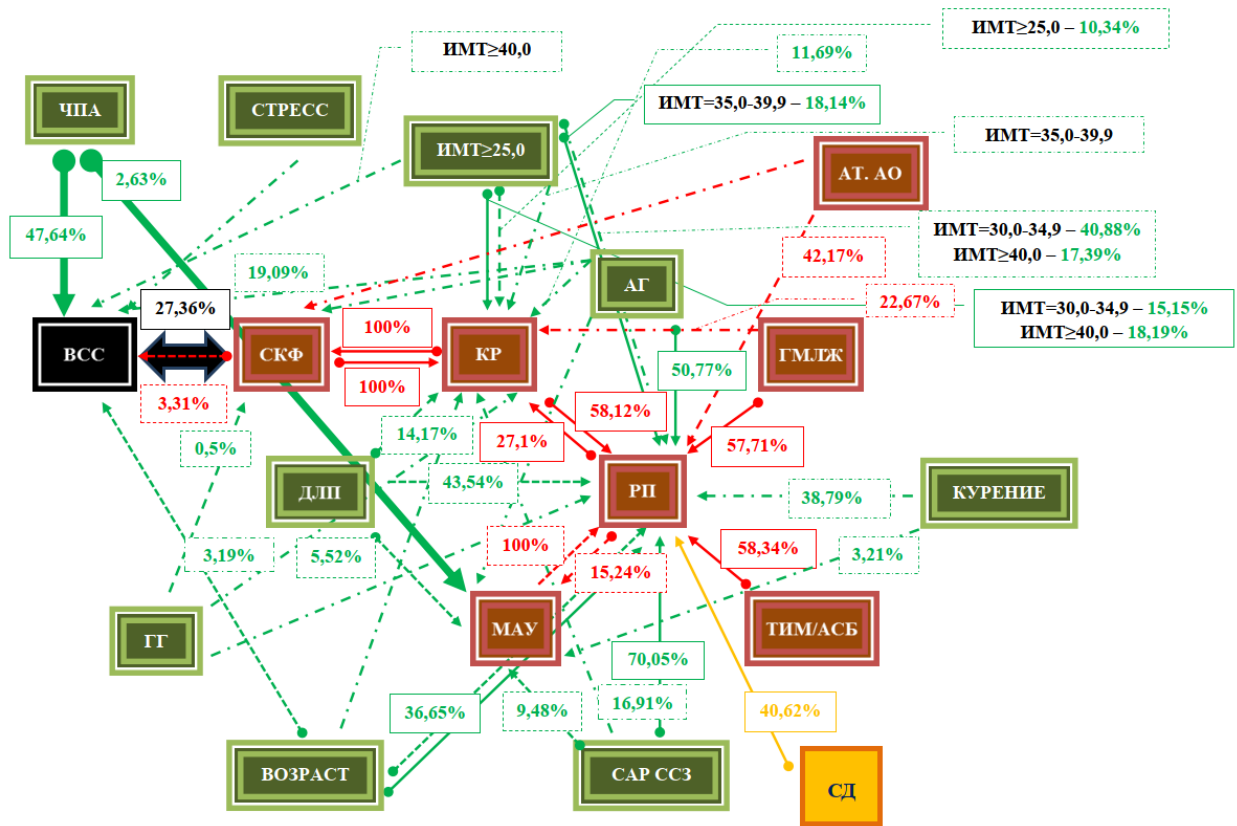 ИМТ≥40,0
ИМТ≥25,0 – 10,34%
11,69%
ЧПА
СТРЕСС
ИМТ=35,0-39,9 – 18,14%
ИМТ≥25,0
ИМТ=35,0-39,9
АТ. АО
2,63%
47,64%
ИМТ=30,0-34,9 – 40,88%
ИМТ≥40,0 – 17,39%
42,17%
19,09%
АГ
22,67%
27,36%
ИМТ=30,0-34,9 – 15,15%
ИМТ≥40,0 – 18,19%
100%
ВСС
СКФ
КР
ГМЛЖ
50,77%
100%
3,31%
58,12%
14,17%
27,1%
57,71%
0,5%
43,54%
ДЛП
РП
38,79%
КУРЕНИЕ
3,19%
5,52%
100%
58,34%
3,21%
15,24%
ГГ
МАУ
ТИМ/АСБ
70,05%
36,65%
9,48%
16,91%
40,62%
ВОЗРАСТ
САР ССЗ
СД